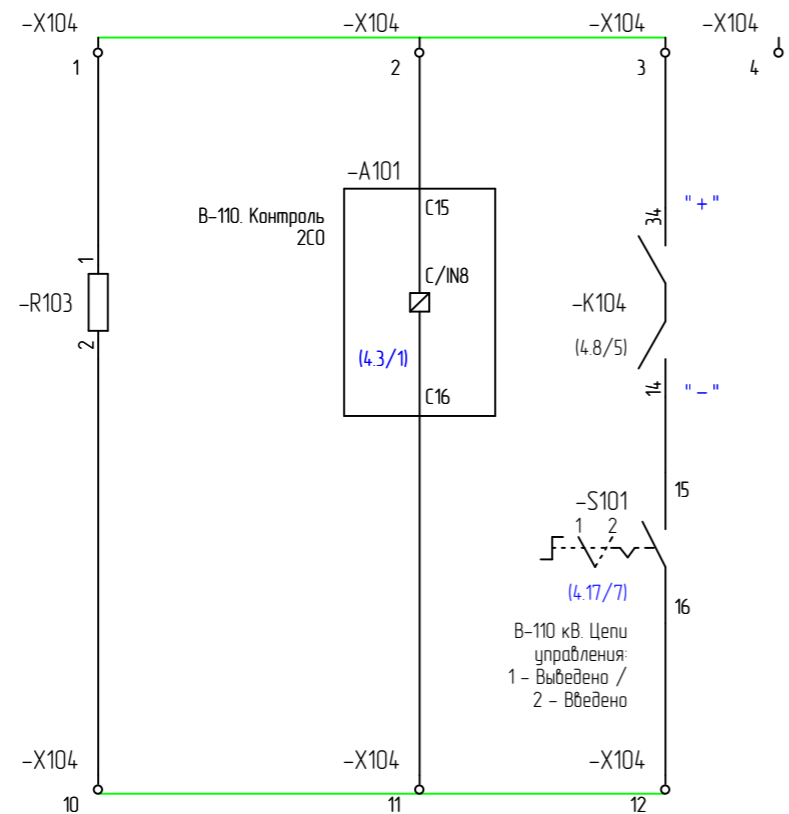 -X104
-X104
-X104
-X104
1
2
3
4
-A101
В-110. Контроль
2СО
C15
34
"+"
1
C/IN8
-R103
-K104
2
(4.3/1)
(4.8/5)
C16
14
"-"
15
-S101
1 2
(4.17/7)
16
В-110 кВ. Цепи
управления:
1 - Выведено /
2 - Введено
-X104
-X104
-X104
10
11
12